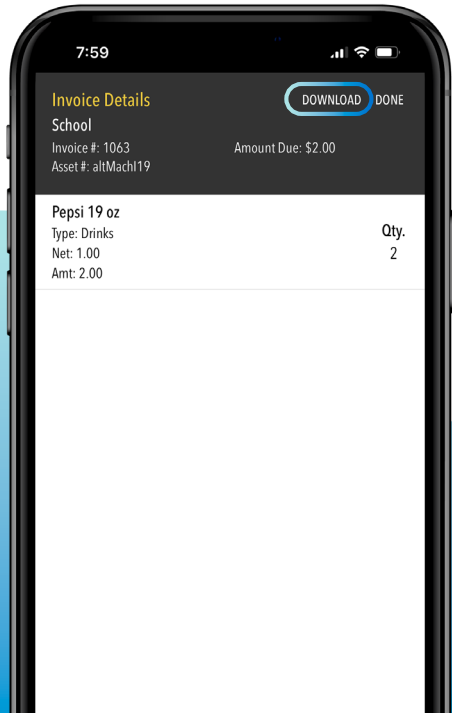 7:59
Invoice Details
DOWNLOAD DONE
School
Invoice #: 1063 Amount Due: $2.00
Asset #: altMachI19
Pepsi 19 oz
Type: Drinks Qty.
Net: 1.00 2
Amt: 2.00